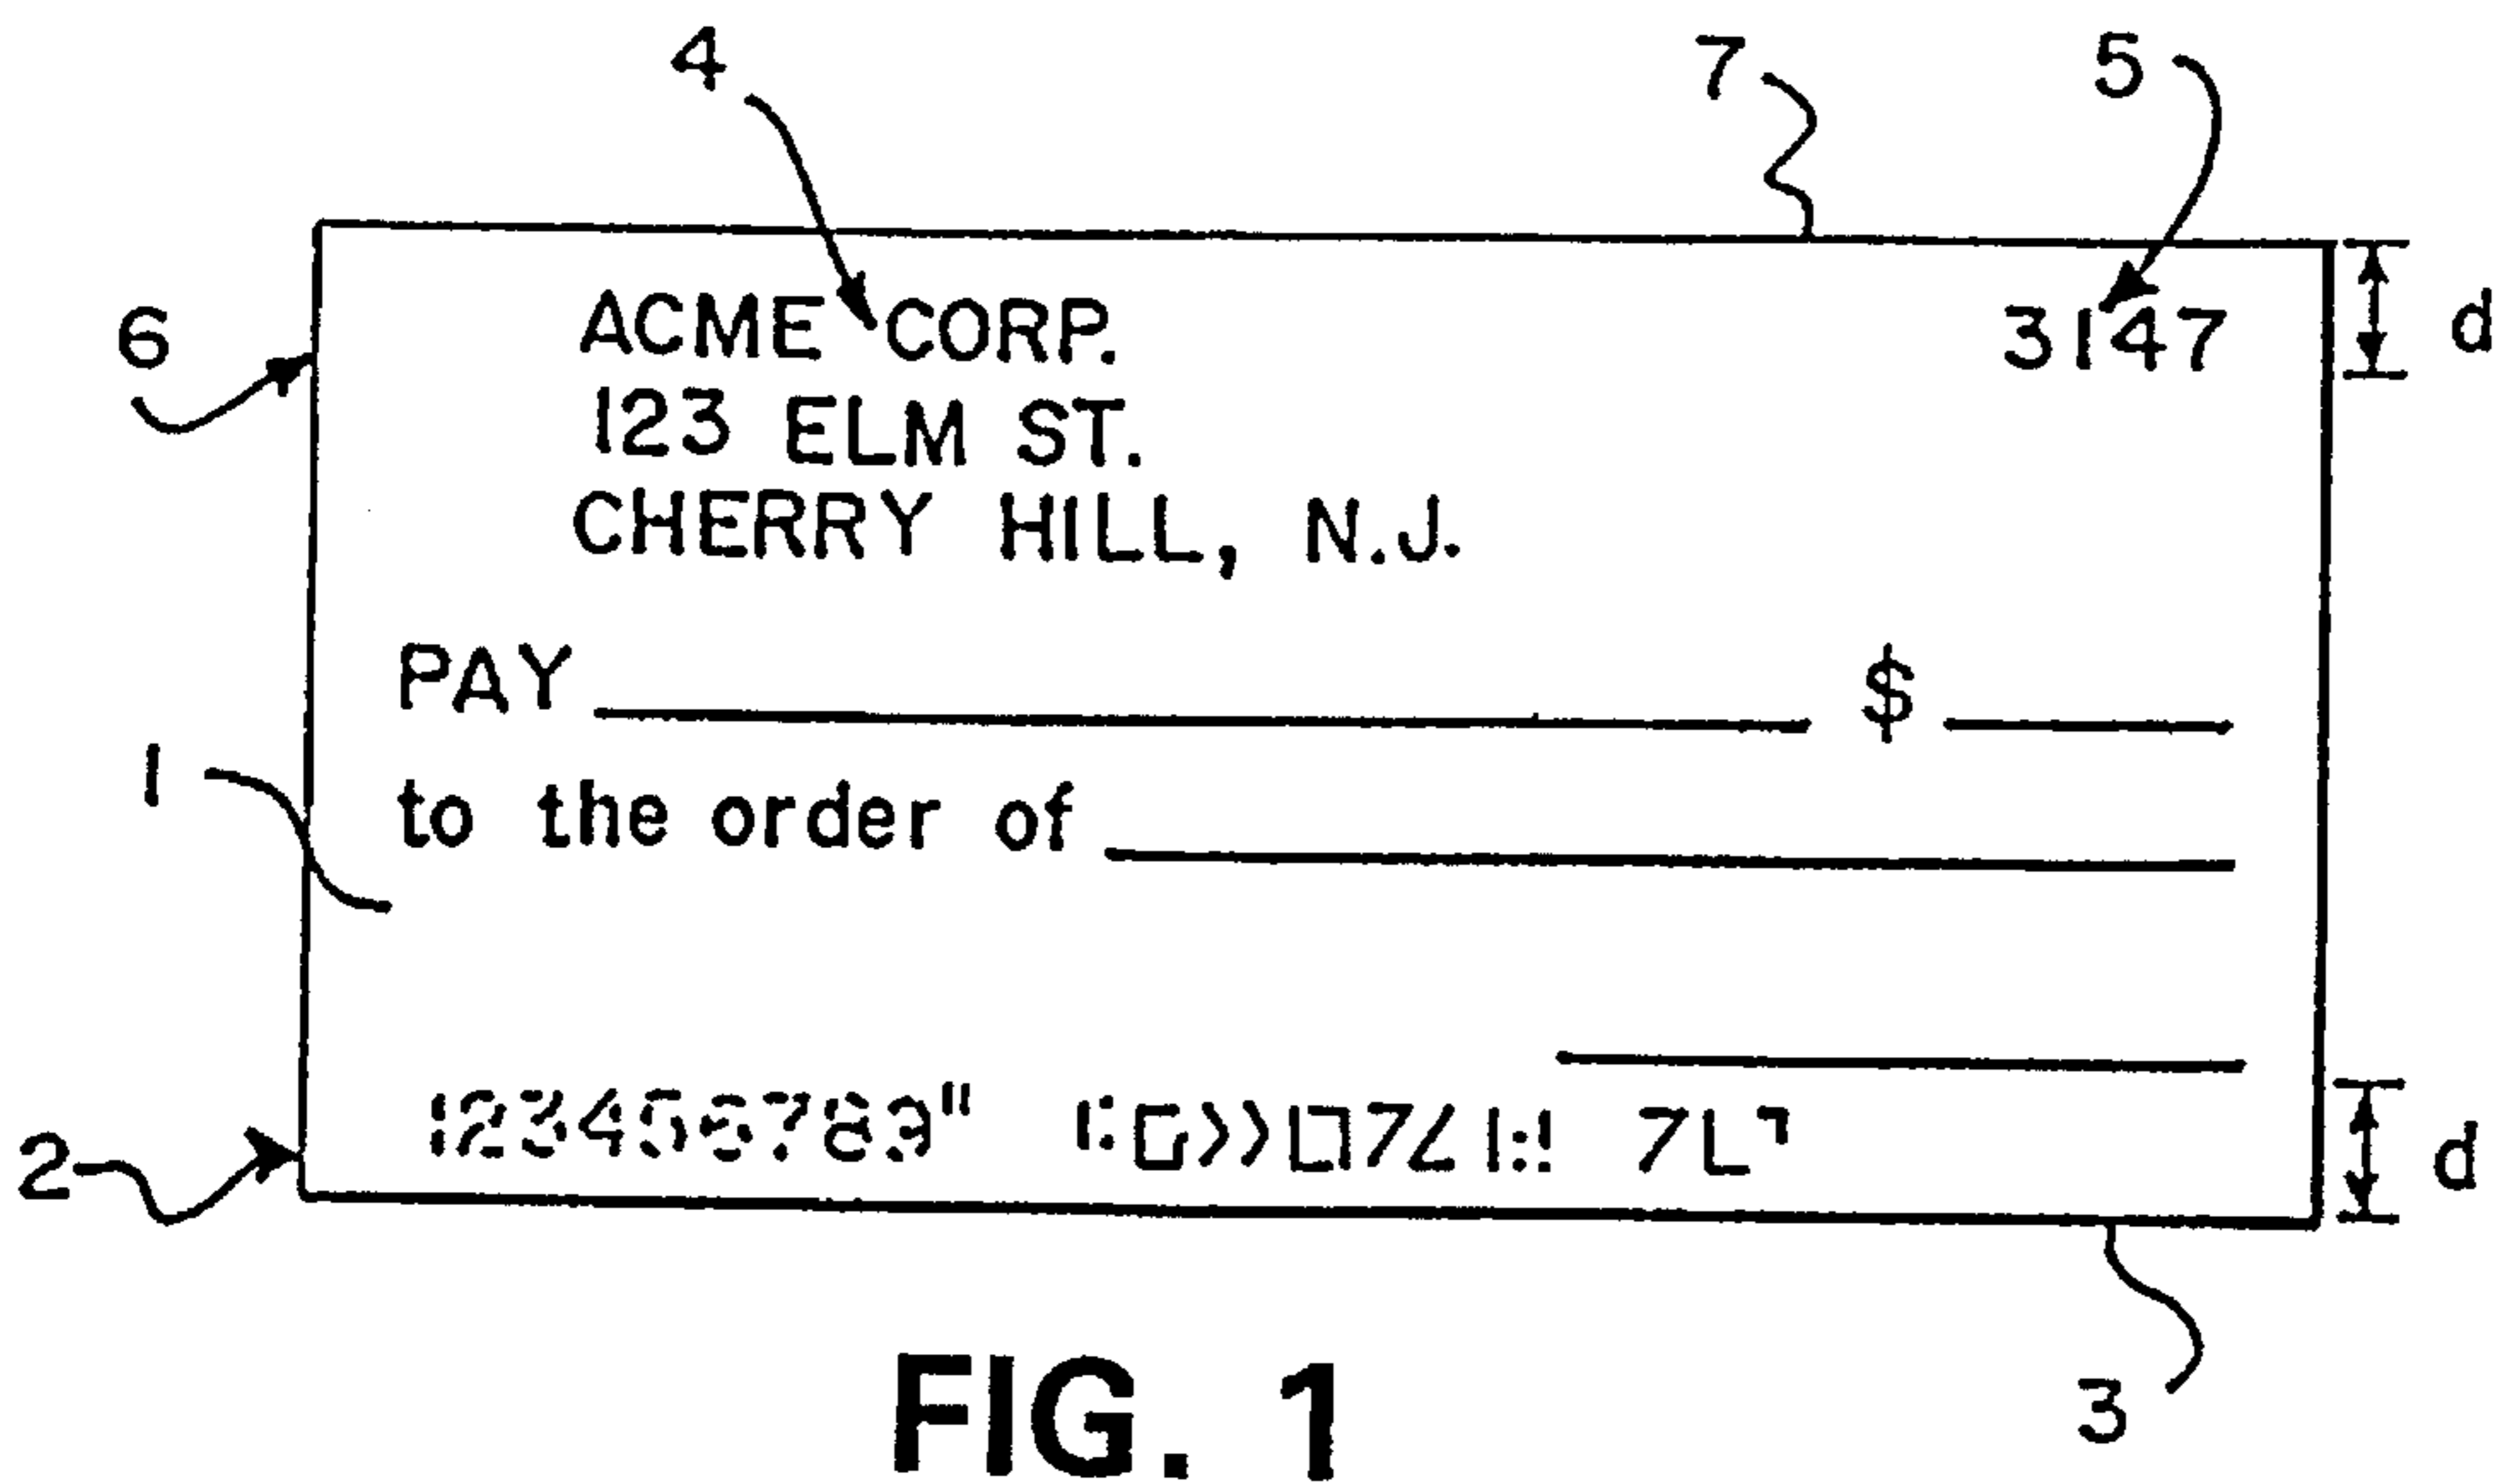 4 7 5
6 ACME CORP. 3147 d
123 ELM ST.
CHERRY HILL, N.J.
PAY $
1 to the order of
2 123456789" d
3
FIG. 1